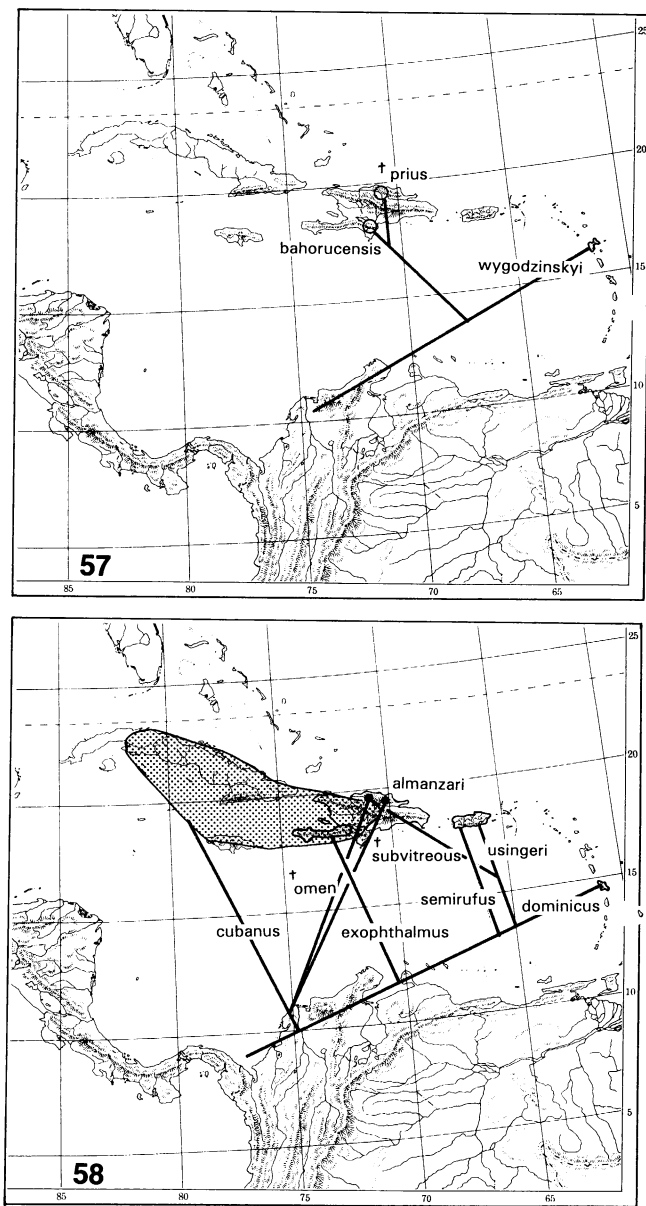 25
20
† prius
bahorucensis
wygodzinskyi
15
10
5
57
85 80 75 70 65
25
20
almanzari
† subvitreous
usingeri
† omen
15
semirufus
dominicus
cubanus
exophthalmus
10
5
58
85 80 75 70 65